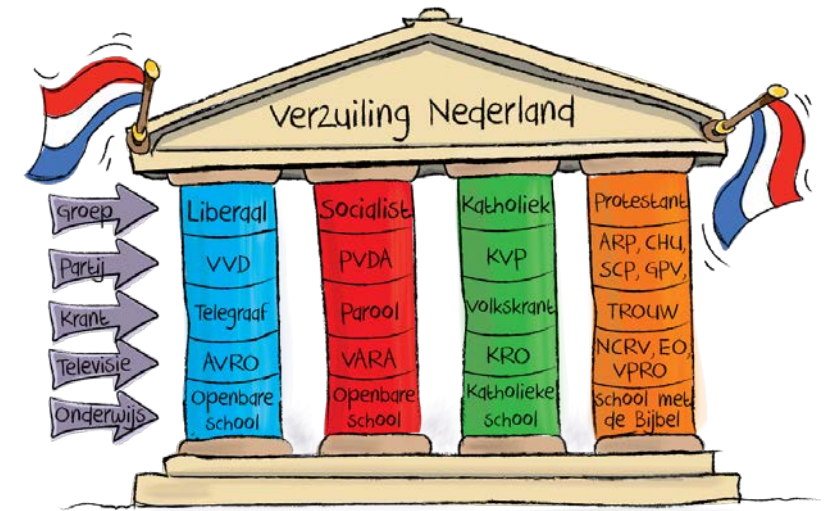 Verzuiling Nederland
Groep
Liberaal
Socialist
Katholiek
Protestant
Partij
VVD
PVDA
KVP
ARP, CHU,
SCP, GPV,
Krant
Telegraaf
Parool
Volkskrant
TROUW
Televisie
AVRO
VARA
KRO
NCRV, EO,
VPRO
Onderwijs
Openbare
school
Openbare
school
Katholieke
school
school met
de Bijbel